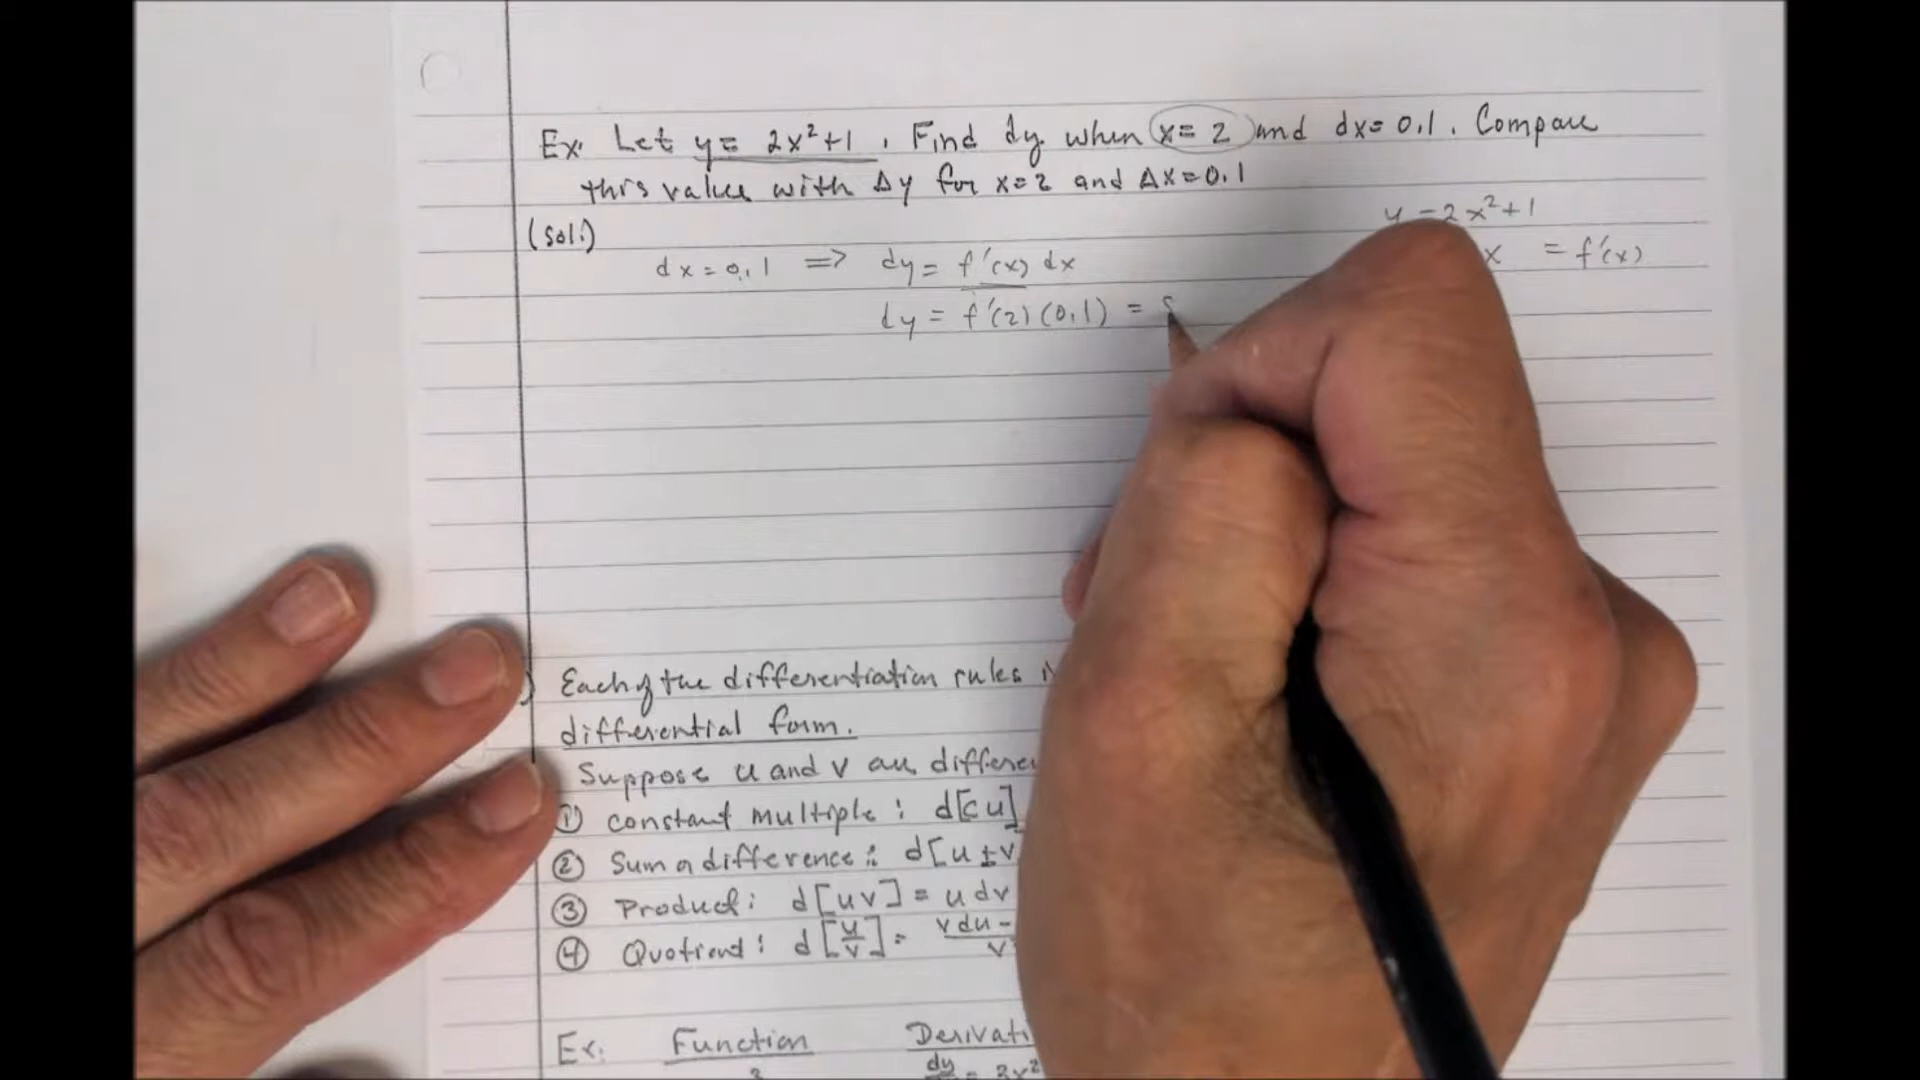 Ex: Let y = 2x²+1. Find dy when x = 2 and dx = 0.1. Compare
this value with Δy for x=2 and Δx=0.1
(sol:)
y = 2x²+1
dx = 0.1 ⟹ dy = f'(x) dx
x = f'(x)
dy = f'(2)(0.1) =
Each of the differentiation rules
differential form.
Suppose u and v are
① constant multiple: d[cu]
② Sum or difference: d[u±v
③ Product: d[uv] = u dv
④ Quotient: d[u/v] = v du -/v
Ex. Function
dy